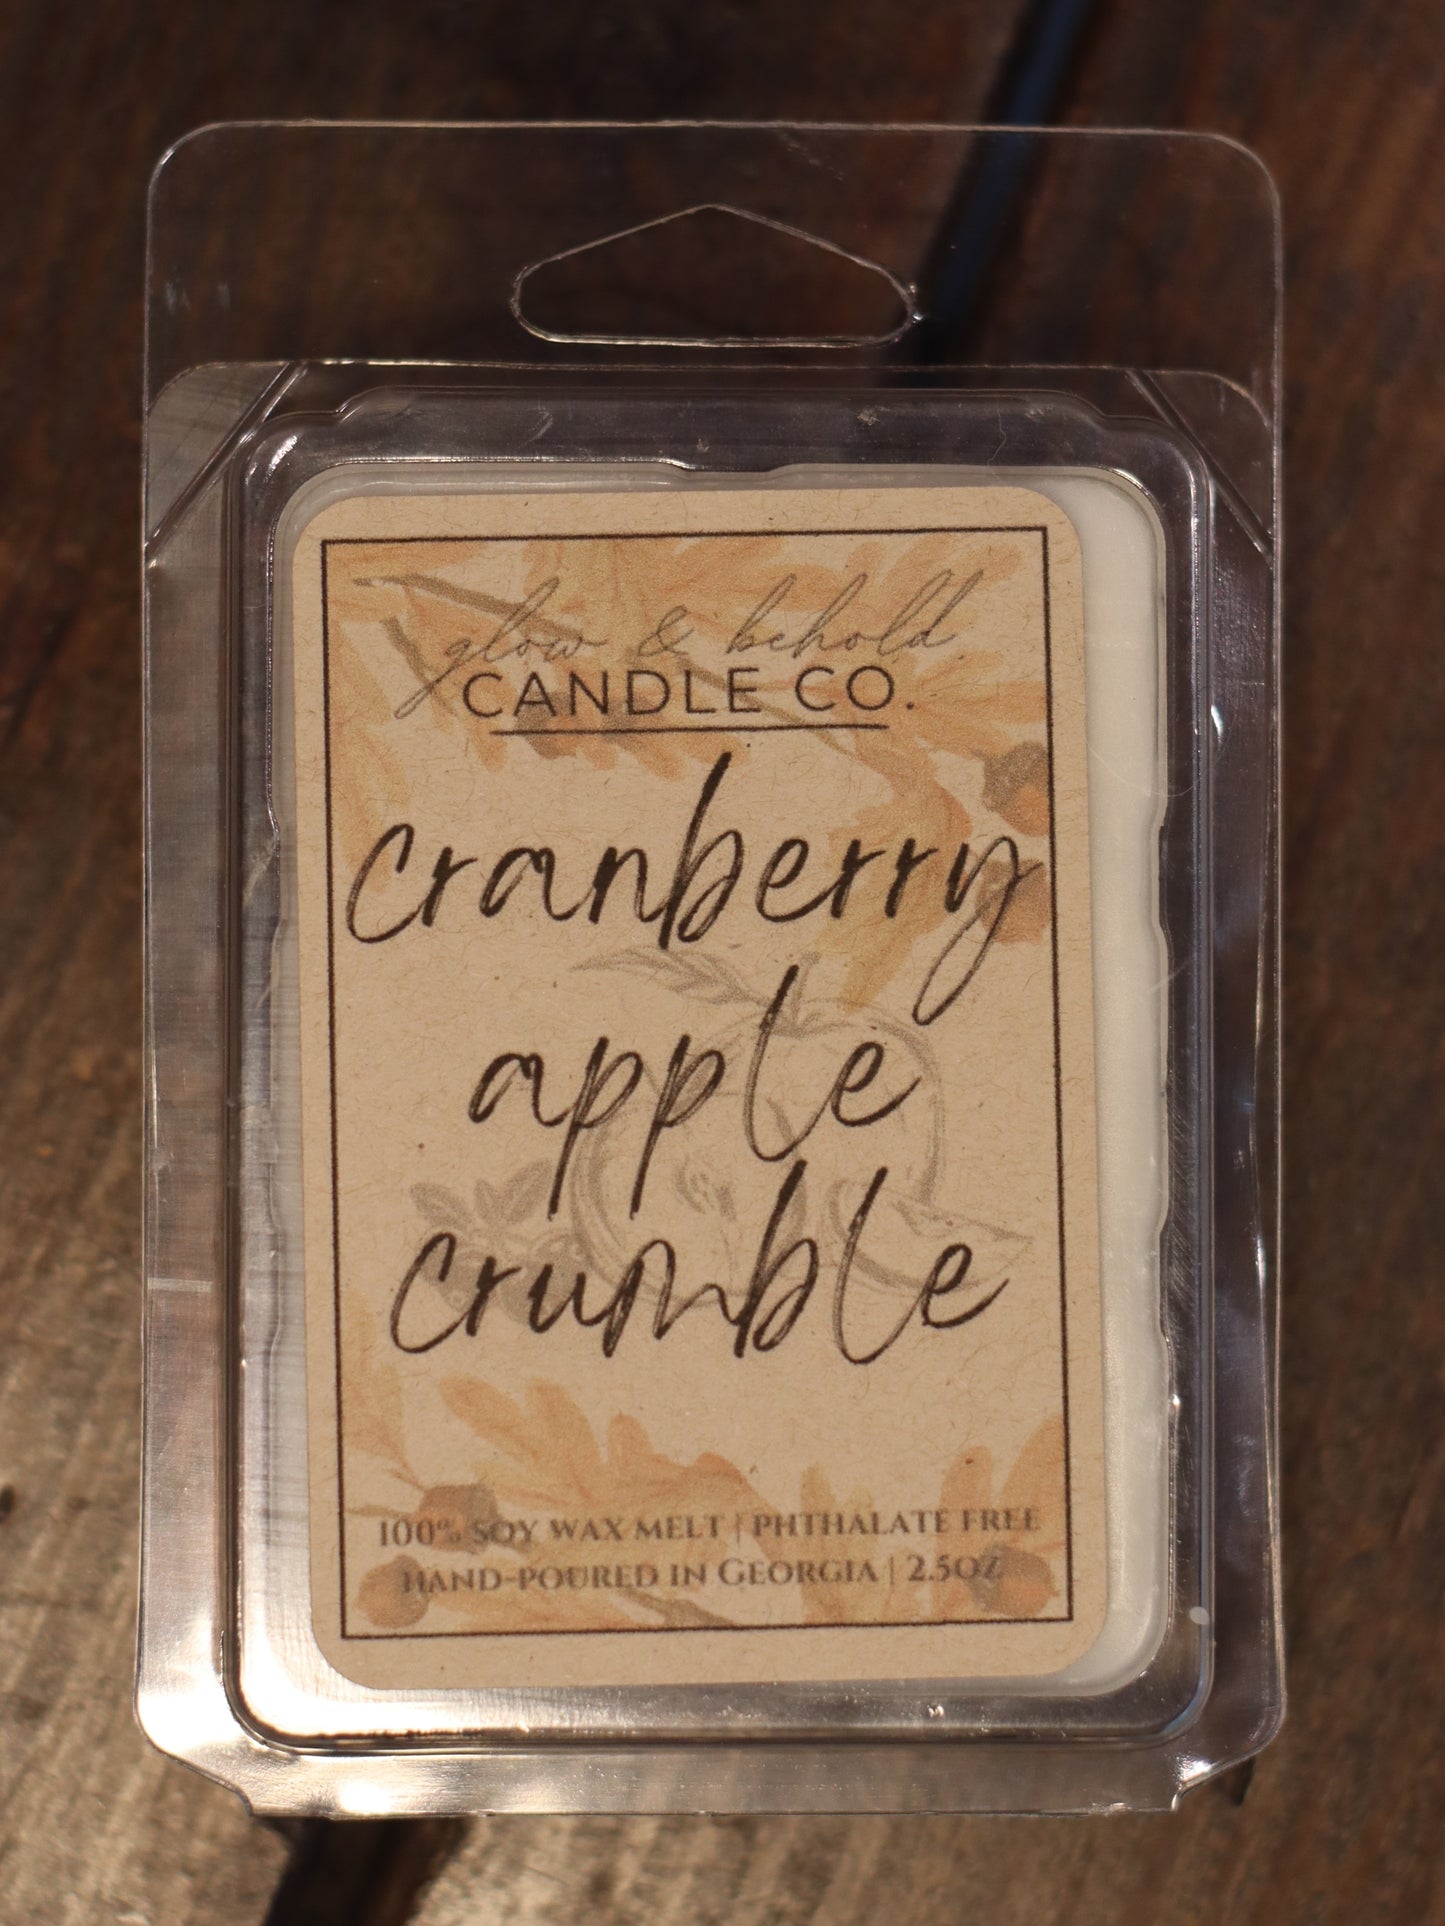 glow & behold
CANDLE CO.
cranberry
apple
crumble
100% SOY WAX MELT | PHTHALATE FREE
HAND-POURED IN GEORGIA | 2.5OZ